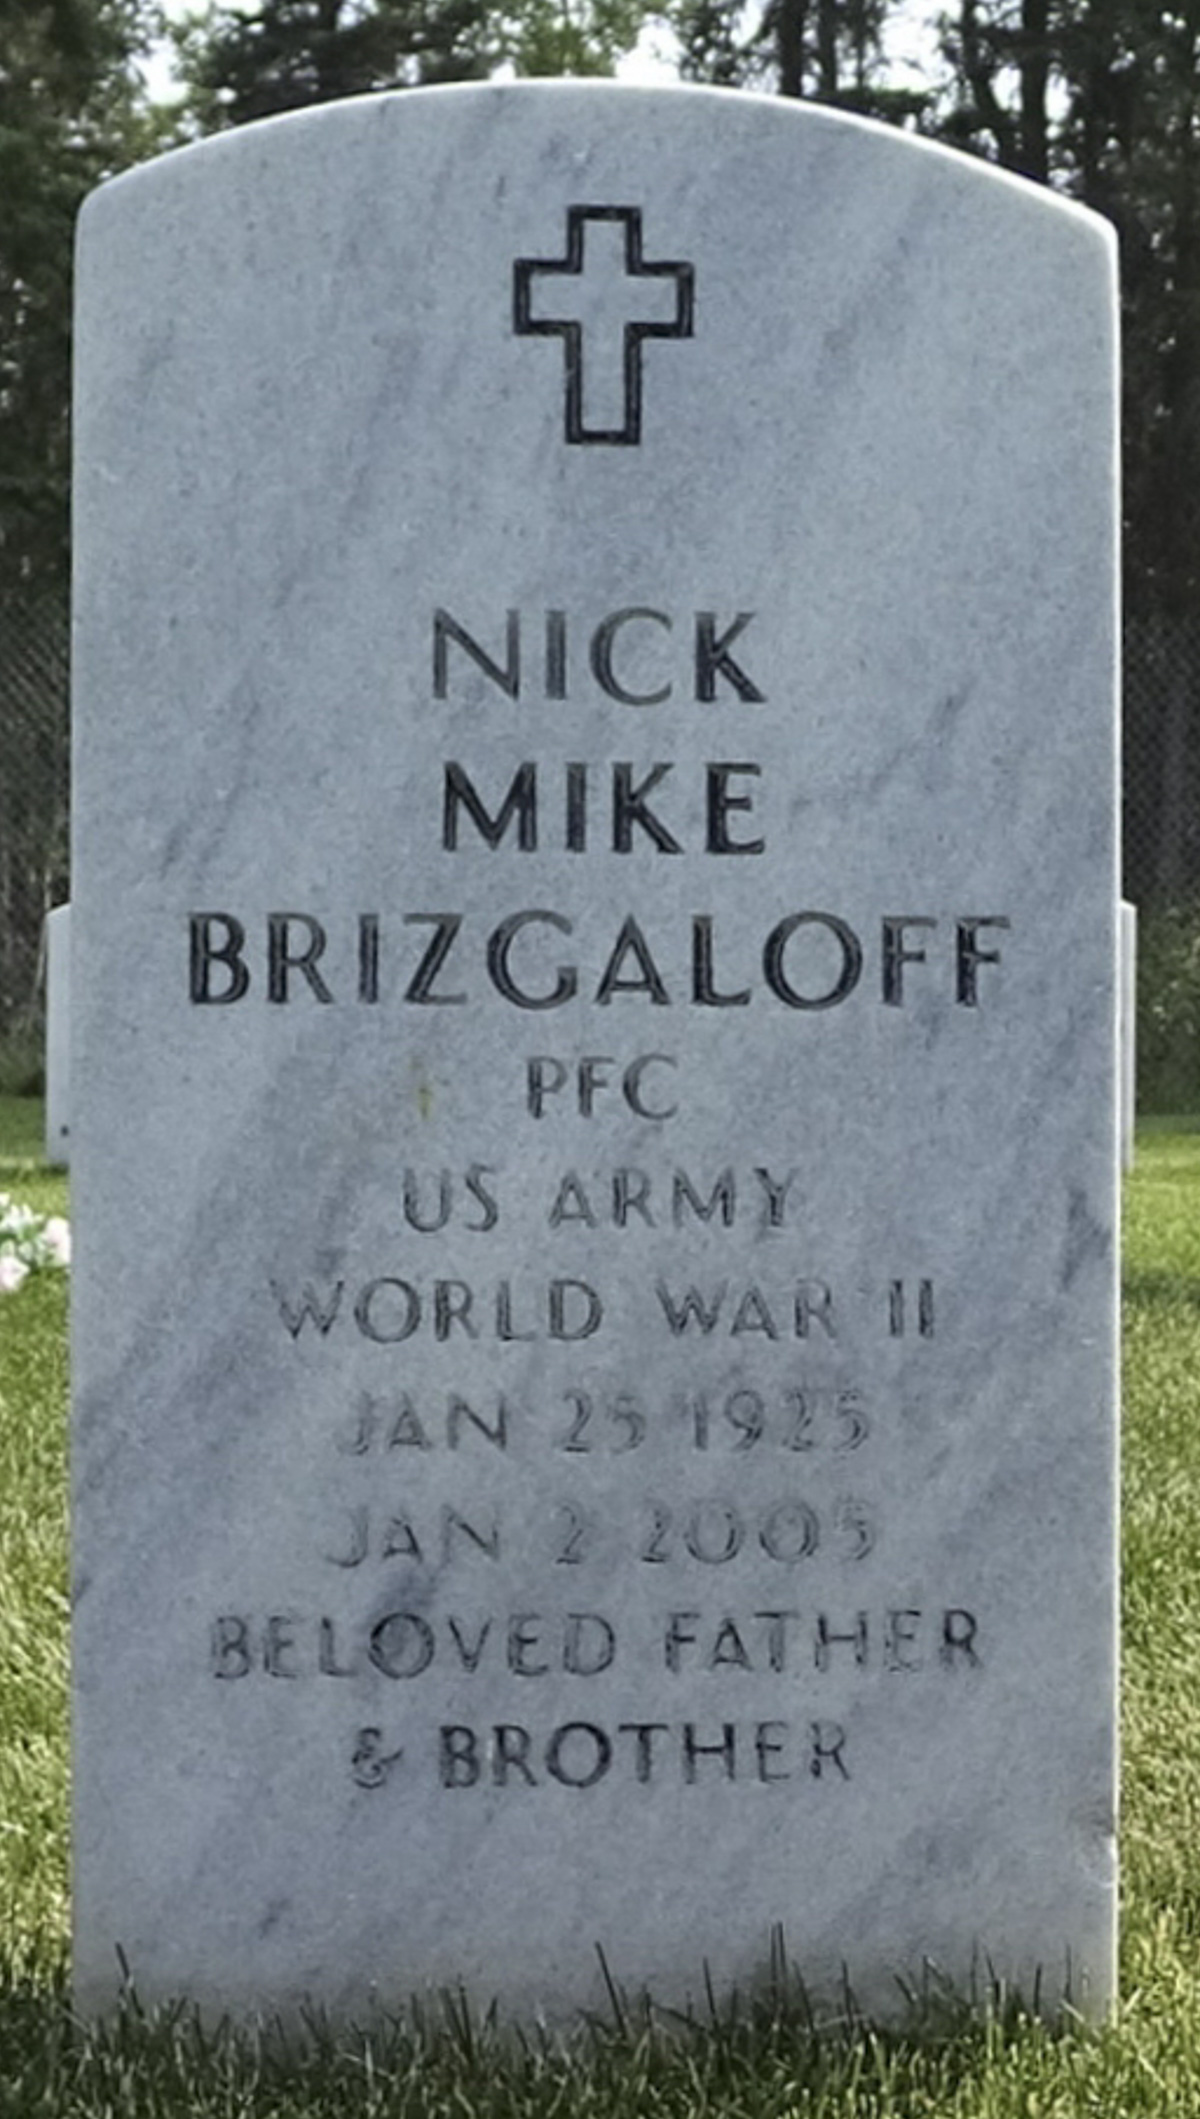 NICK
MIKE
BRIZGALOFF
PFC
US ARMY
WORLD WAR II
JAN 25 1925
JAN 2 2005
BELOVED FATHER
& BROTHER